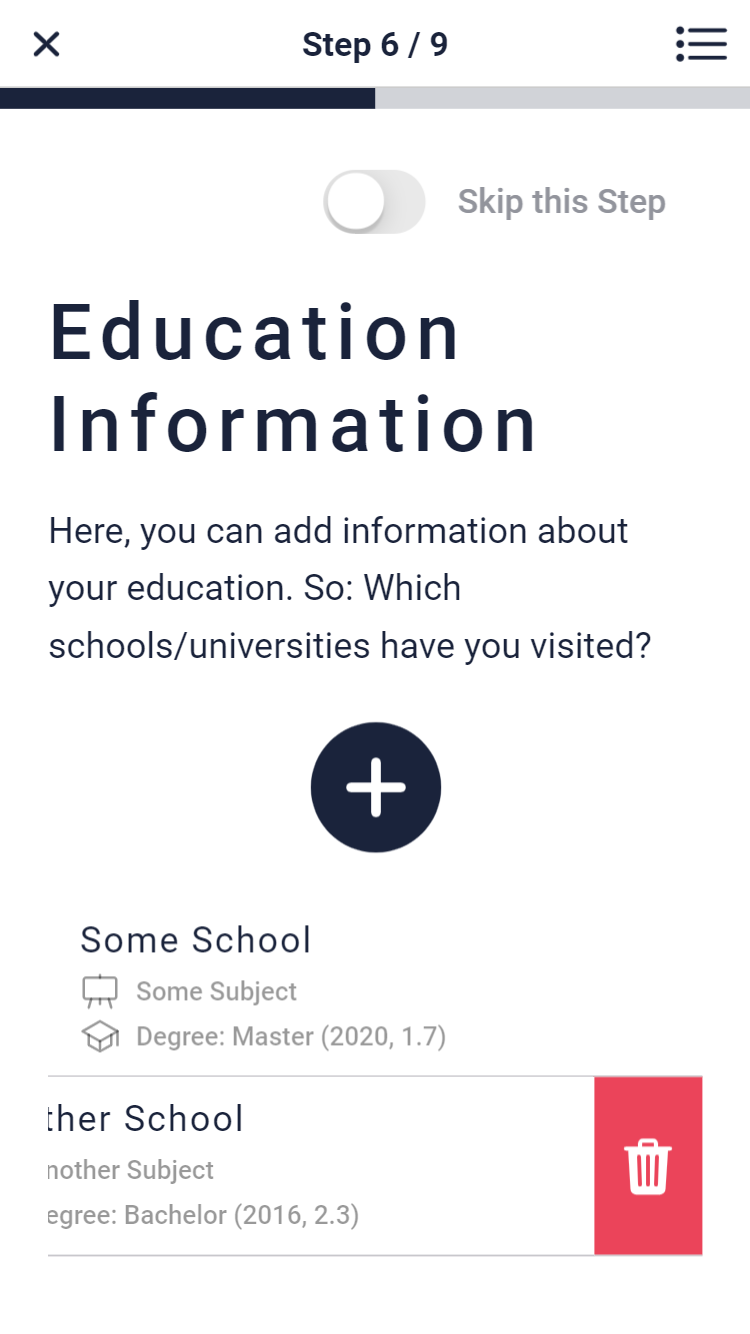 Step 6 / 9
Skip this Step
Education
Information
Here, you can add information about
your education. So: Which
schools/universities have you visited?
Some School
Some Subject
Degree: Master (2020, 1.7)
ther School
nother Subject
egree: Bachelor (2016, 2.3)